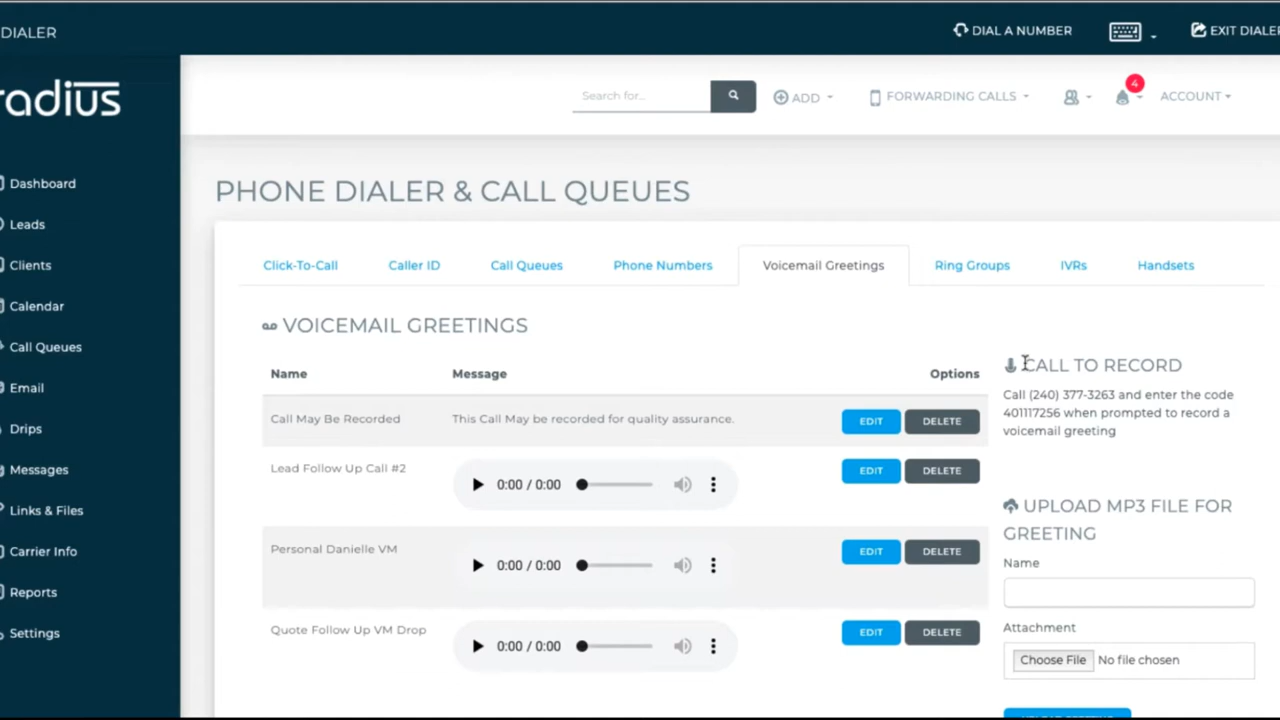 DIALER
DIAL A NUMBER
EXIT DIALER
radius
Search for...
ADD
FORWARDING CALLS
4
ACCOUNT
Dashboard
Leads
Clients
Calendar
Call Queues
Email
Drips
Messages
Links & Files
Carrier Info
Reports
Settings
PHONE DIALER & CALL QUEUES
Click-To-Call
Caller ID
Call Queues
Phone Numbers
Voicemail Greetings
Ring Groups
IVRs
Handsets
VOICEMAIL GREETINGS
Name Message Options
Call May Be Recorded This Call May be recorded for quality assurance. EDIT DELETE
Lead Follow Up Call #2 0:00 / 0:00 EDIT DELETE
Personal Danielle VM 0:00 / 0:00 EDIT DELETE
Quote Follow Up VM Drop 0:00 / 0:00 EDIT DELETE
CALL TO RECORD
Call (240) 377-3263 and enter the code
401117256 when prompted to record a
voicemail greeting
UPLOAD MP3 FILE FOR
GREETING
Name
Attachment
Choose File No file chosen